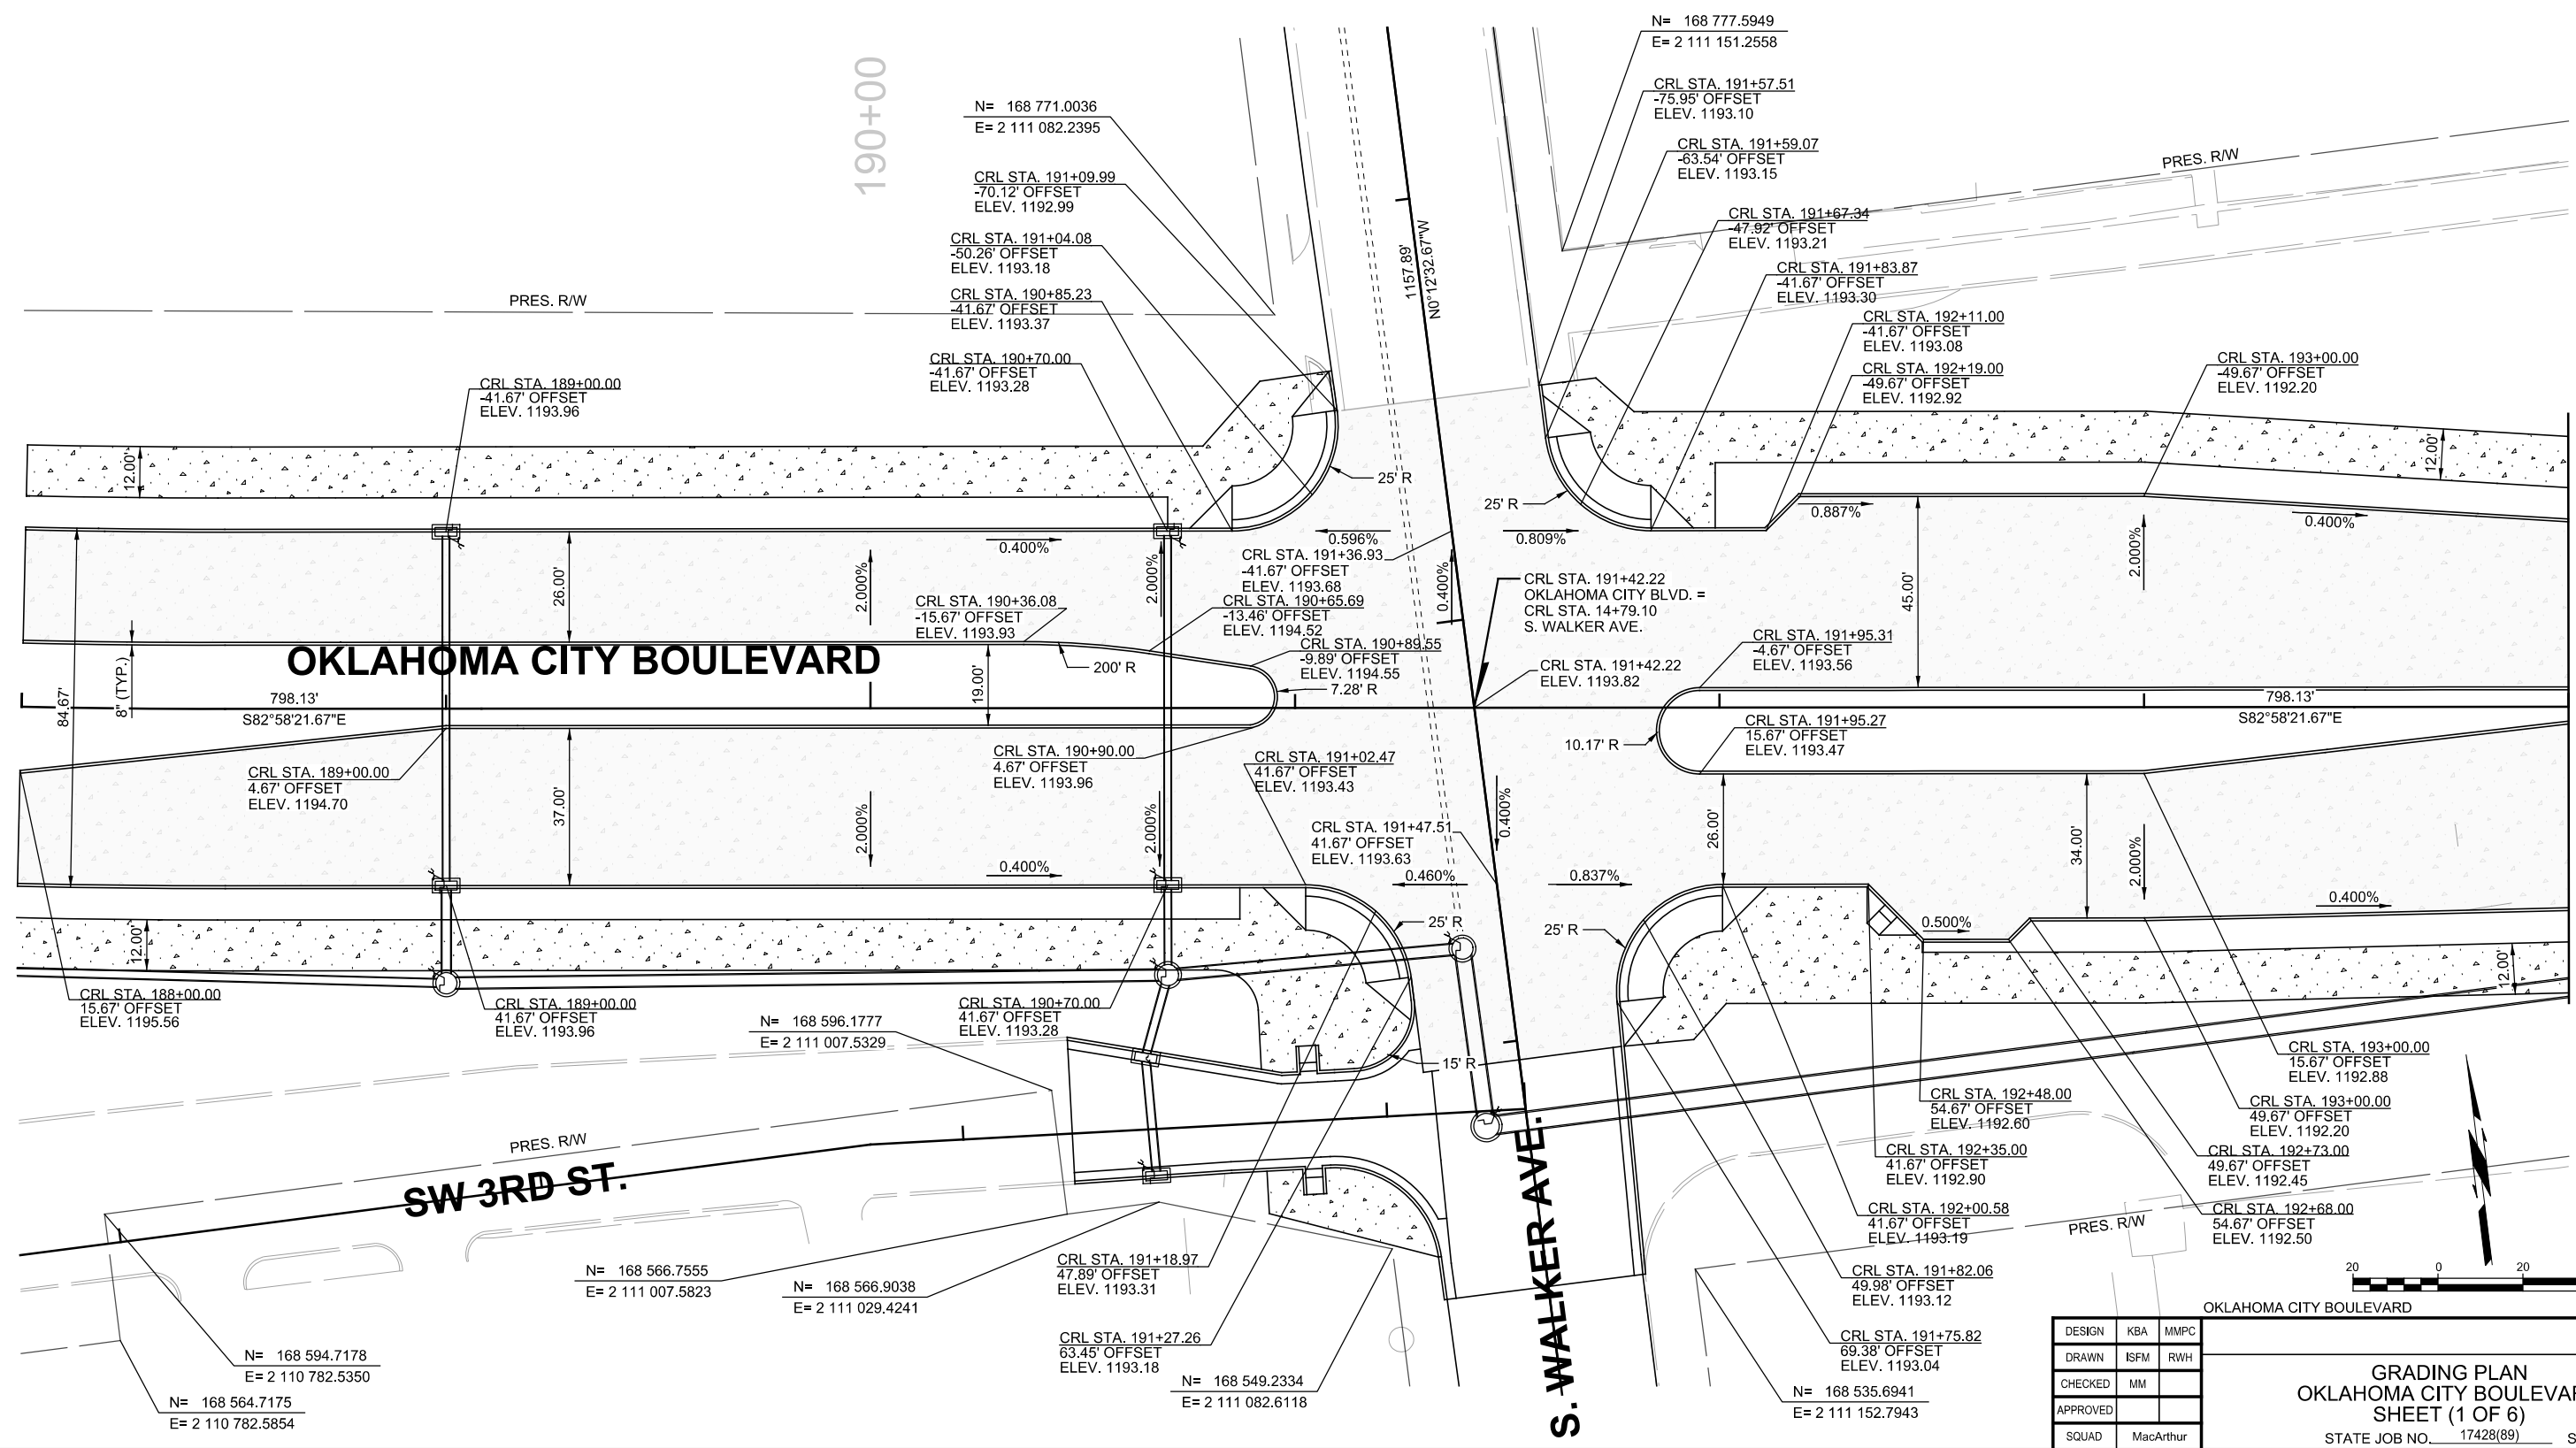 190+00
N= 168 777.5949
E= 2 111 151.2558
CRL STA. 191+57.51
-75.95' OFFSET
ELEV. 1193.10
N= 168 771.0036
E= 2 111 082.2395
CRL STA. 191+59.07
-63.54' OFFSET
ELEV. 1193.15
PRES. R/W
CRL STA. 191+09.99
-70.12' OFFSET
ELEV. 1192.99
CRL STA. 191+67.34
-47.92' OFFSET
ELEV. 1193.21
CRL STA. 191+04.08
-50.26' OFFSET
ELEV. 1193.18
1157.89'
N0°12'32.67"W
CRL STA. 191+83.87
-41.67' OFFSET
ELEV. 1193.30
PRES. R/W
CRL STA. 190+85.23
-41.67' OFFSET
ELEV. 1193.37
CRL STA. 192+11.00
-41.67' OFFSET
ELEV. 1193.08
CRL STA. 190+70.00
-41.67' OFFSET
ELEV. 1193.28
CRL STA. 192+19.00
-49.67' OFFSET
ELEV. 1192.92
CRL STA. 193+00.00
-49.67' OFFSET
ELEV. 1192.20
CRL STA. 189+00.00
-41.67' OFFSET
ELEV. 1193.96
12.00'
12.00'
25' R
25' R
0.887%
0.400%
0.400%
0.596%
0.809%
CRL STA. 191+36.93
-41.67' OFFSET
ELEV. 1193.68
26.00'
2.000%
2.000%
0.400%
45.00'
2.000%
CRL STA. 191+42.22
OKLAHOMA CITY BLVD. =
CRL STA. 14+79.10
S. WALKER AVE.
CRL STA. 190+36.08
-15.67' OFFSET
ELEV. 1193.93
CRL STA. 190+65.69
-13.46' OFFSET
ELEV. 1194.52
CRL STA. 190+89.55
-9.89' OFFSET
ELEV. 1194.55
CRL STA. 191+95.31
-4.67' OFFSET
ELEV. 1193.56
OKLAHOMA CITY BOULEVARD
200' R
7.28' R
CRL STA. 191+42.22
ELEV. 1193.82
84.67'
8" (TYP.)
798.13'
S82°58'21.67"E
19.00'
798.13'
S82°58'21.67"E
CRL STA. 191+95.27
15.67' OFFSET
ELEV. 1193.47
10.17' R
CRL STA. 189+00.00
4.67' OFFSET
ELEV. 1194.70
CRL STA. 190+90.00
4.67' OFFSET
ELEV. 1193.96
CRL STA. 191+02.47
41.67' OFFSET
ELEV. 1193.43
37.00'
2.000%
2.000%
0.400%
26.00'
34.00'
2.000%
CRL STA. 191+47.51
41.67' OFFSET
ELEV. 1193.63
0.400%
0.460%
0.837%
0.400%
12.00'
25' R
25' R
0.500%
12.00'
CRL STA. 188+00.00
15.67' OFFSET
ELEV. 1195.56
CRL STA. 189+00.00
41.67' OFFSET
ELEV. 1193.96
CRL STA. 190+70.00
41.67' OFFSET
ELEV. 1193.28
N= 168 596.1777
E= 2 111 007.5329
15' R
CRL STA. 193+00.00
15.67' OFFSET
ELEV. 1192.88
CRL STA. 192+48.00
54.67' OFFSET
ELEV. 1192.60
CRL STA. 193+00.00
49.67' OFFSET
ELEV. 1192.20
PRES. R/W
SW 3RD ST.
CRL STA. 192+35.00
41.67' OFFSET
ELEV. 1192.90
CRL STA. 192+73.00
49.67' OFFSET
ELEV. 1192.45
S. WALKER AVE.
CRL STA. 192+00.58
41.67' OFFSET
ELEV. 1193.19
PRES. R/W
CRL STA. 192+68.00
54.67' OFFSET
ELEV. 1192.50
N= 168 566.7555
E= 2 111 007.5823
N= 168 566.9038
E= 2 111 029.4241
CRL STA. 191+18.97
47.89' OFFSET
ELEV. 1193.31
CRL STA. 191+82.06
49.98' OFFSET
ELEV. 1193.12
20 0 20
OKLAHOMA CITY BOULEVARD
CRL STA. 191+27.26
63.45' OFFSET
ELEV. 1193.18
CRL STA. 191+75.82
69.38' OFFSET
ELEV. 1193.04
N= 168 594.7178
E= 2 110 782.5350
N= 168 549.2334
E= 2 111 082.6118
N= 168 535.6941
E= 2 111 152.7943
N= 168 564.7175
E= 2 110 782.5854
DESIGN KBA MMPC
DRAWN ISFM RWH
CHECKED MM
APPROVED
SQUAD MacArthur
GRADING PLAN
OKLAHOMA CITY BOULEVAR
SHEET (1 OF 6)
STATE JOB NO. 17428(89) S